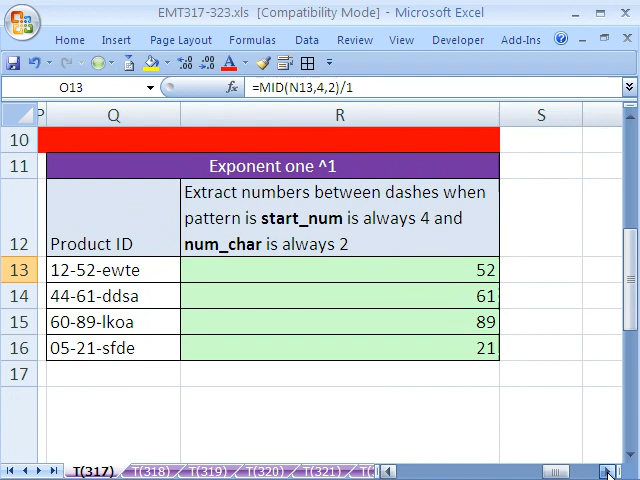 EMT317-323.xls [Compatibility Mode] - Microsoft Excel
Home Insert Page Layout Formulas Data Review View Developer Add-Ins
O13 fx =MID(N13,4,2)/1
P Q R S
10
11 Exponent one ^1
Extract numbers between dashes when
pattern is start_num is always 4 and
12 Product ID num_char is always 2
13 12-52-ewte 52
14 44-61-ddsa 61
15 60-89-lkoa 89
16 05-21-sfde 21
17
T(317) T(318) T(319) T(320) T(321) T(322)